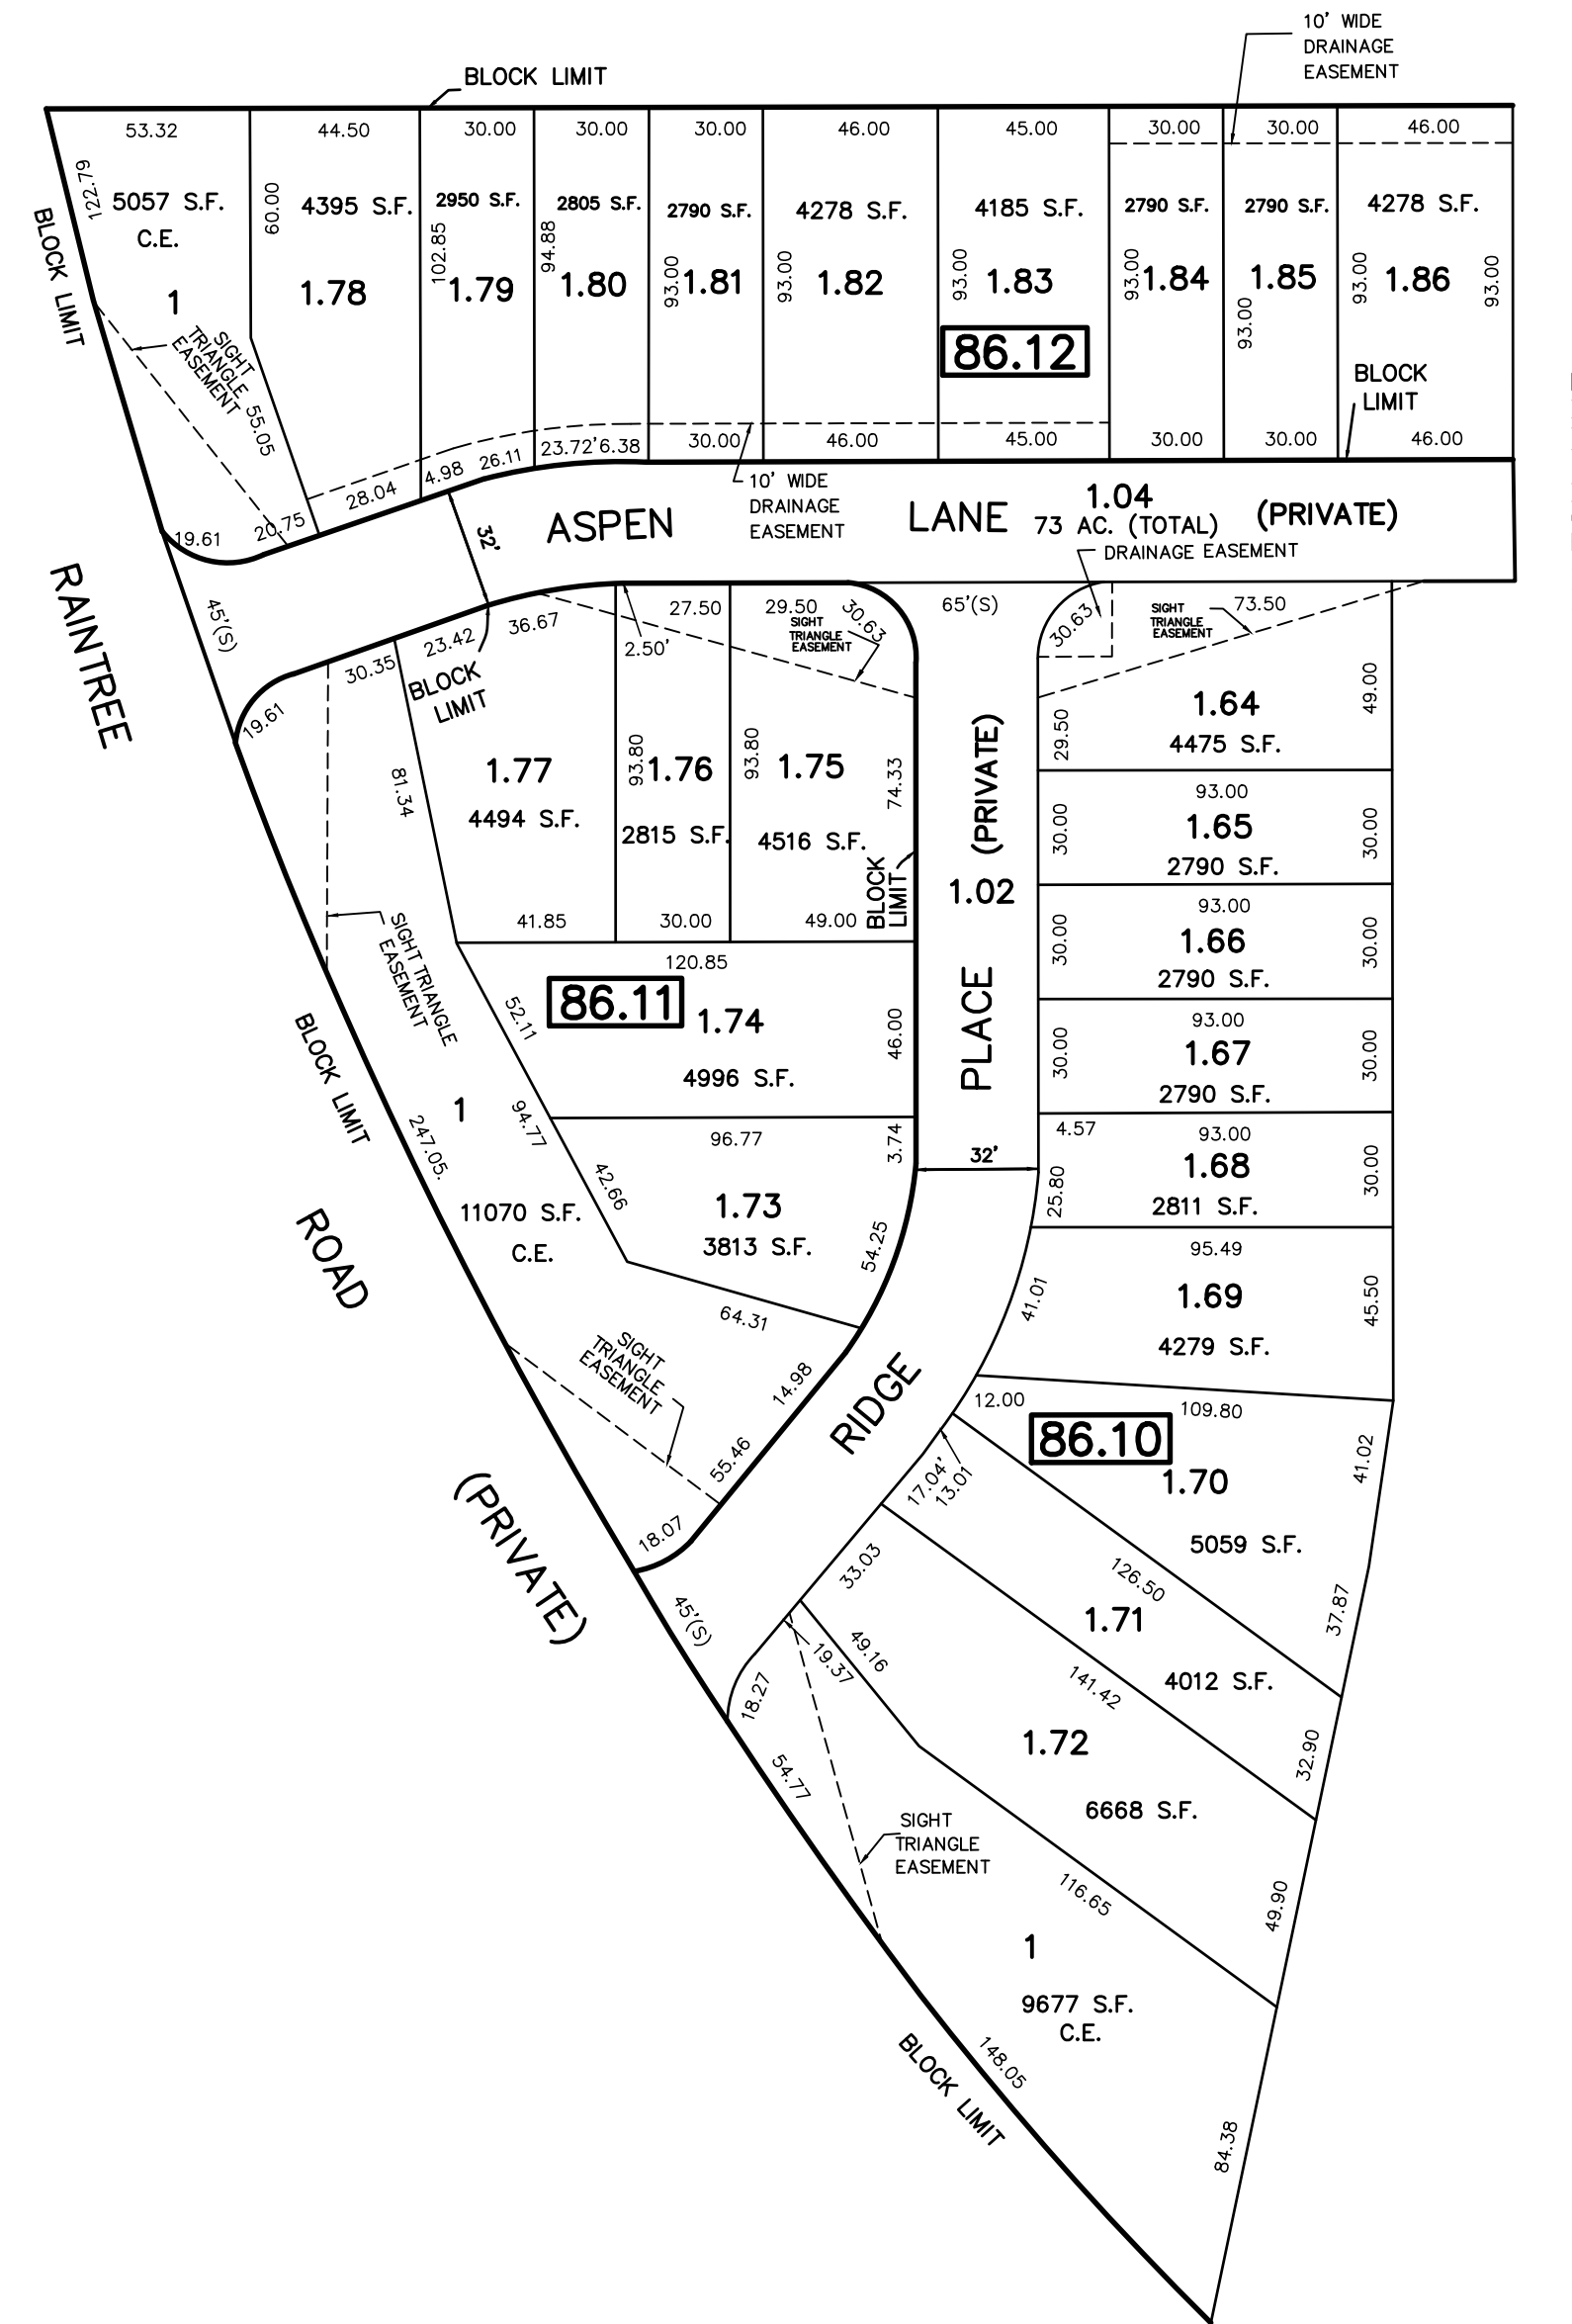 10' WIDE
DRAINAGE
EASEMENT
BLOCK LIMIT
53.32
44.50
30.00
30.00
30.00
46.00
45.00
30.00
30.00
46.00
122.79
5057 S.F.
C.E.
1
60.00
4395 S.F.
1.78
2950 S.F.
102.85
1.79
2805 S.F.
94.88
1.80
2790 S.F.
93.00
1.81
4278 S.F.
93.00
1.82
4185 S.F.
93.00
1.83
2790 S.F.
93.00
1.84
2790 S.F.
93.00
1.85
4278 S.F.
93.00
1.86
93.00
86.12
BLOCK LIMIT
SIGHT
TRIANGLE
EASEMENT
55.05
BLOCK
LIMIT
19.61
20.75
28.04
4.98
26.11
23.72'
6.38
30.00
46.00
45.00
30.00
30.00
46.00
10' WIDE
DRAINAGE
EASEMENT
32'
ASPEN LANE
1.04
73 AC. (TOTAL)
(PRIVATE)
DRAINAGE EASEMENT
RAINTREE
45'(S)
19.61
30.35
23.42
36.67
BLOCK
LIMIT
2.50'
27.50
29.50
30.63
SIGHT
TRIANGLE
EASEMENT
65'(S)
30.63
SIGHT
TRIANGLE
EASEMENT
73.50
81.34
1.77
4494 S.F.
41.85
93.80
1.76
2815 S.F.
30.00
93.80
1.75
4516 S.F.
49.00
74.33
BLOCK
LIMIT
(PRIVATE)
1.02
PLACE
29.50
1.64
4475 S.F.
49.00
93.00
30.00
1.65
2790 S.F.
30.00
93.00
30.00
1.66
2790 S.F.
30.00
93.00
30.00
1.67
2790 S.F.
30.00
4.57
93.00
25.80
1.68
2811 S.F.
30.00
95.49
41.01
1.69
4279 S.F.
45.50
SIGHT TRIANGLE
EASEMENT
120.85
86.11
1.74
4996 S.F.
52.11
46.00
BLOCK LIMIT
247.05.
1
94.77
11070 S.F.
C.E.
96.77
3.74
42.66
1.73
3813 S.F.
54.25
64.31
32'
ROAD
SIGHT
TRIANGLE
EASEMENT
14.98
55.46
18.07
RIDGE
(PRIVATE)
12.00
109.80
86.10
1.70
5059 S.F.
41.02
17.04'
13.01
126.50
37.87
33.03
1.71
4012 S.F.
141.42
32.90
45'(S)
18.27
19.37
49.16
1.72
6668 S.F.
49.90
54.77
SIGHT
TRIANGLE
EASEMENT
116.65
1
9677 S.F.
C.E.
148.05
BLOCK LIMIT
84.38